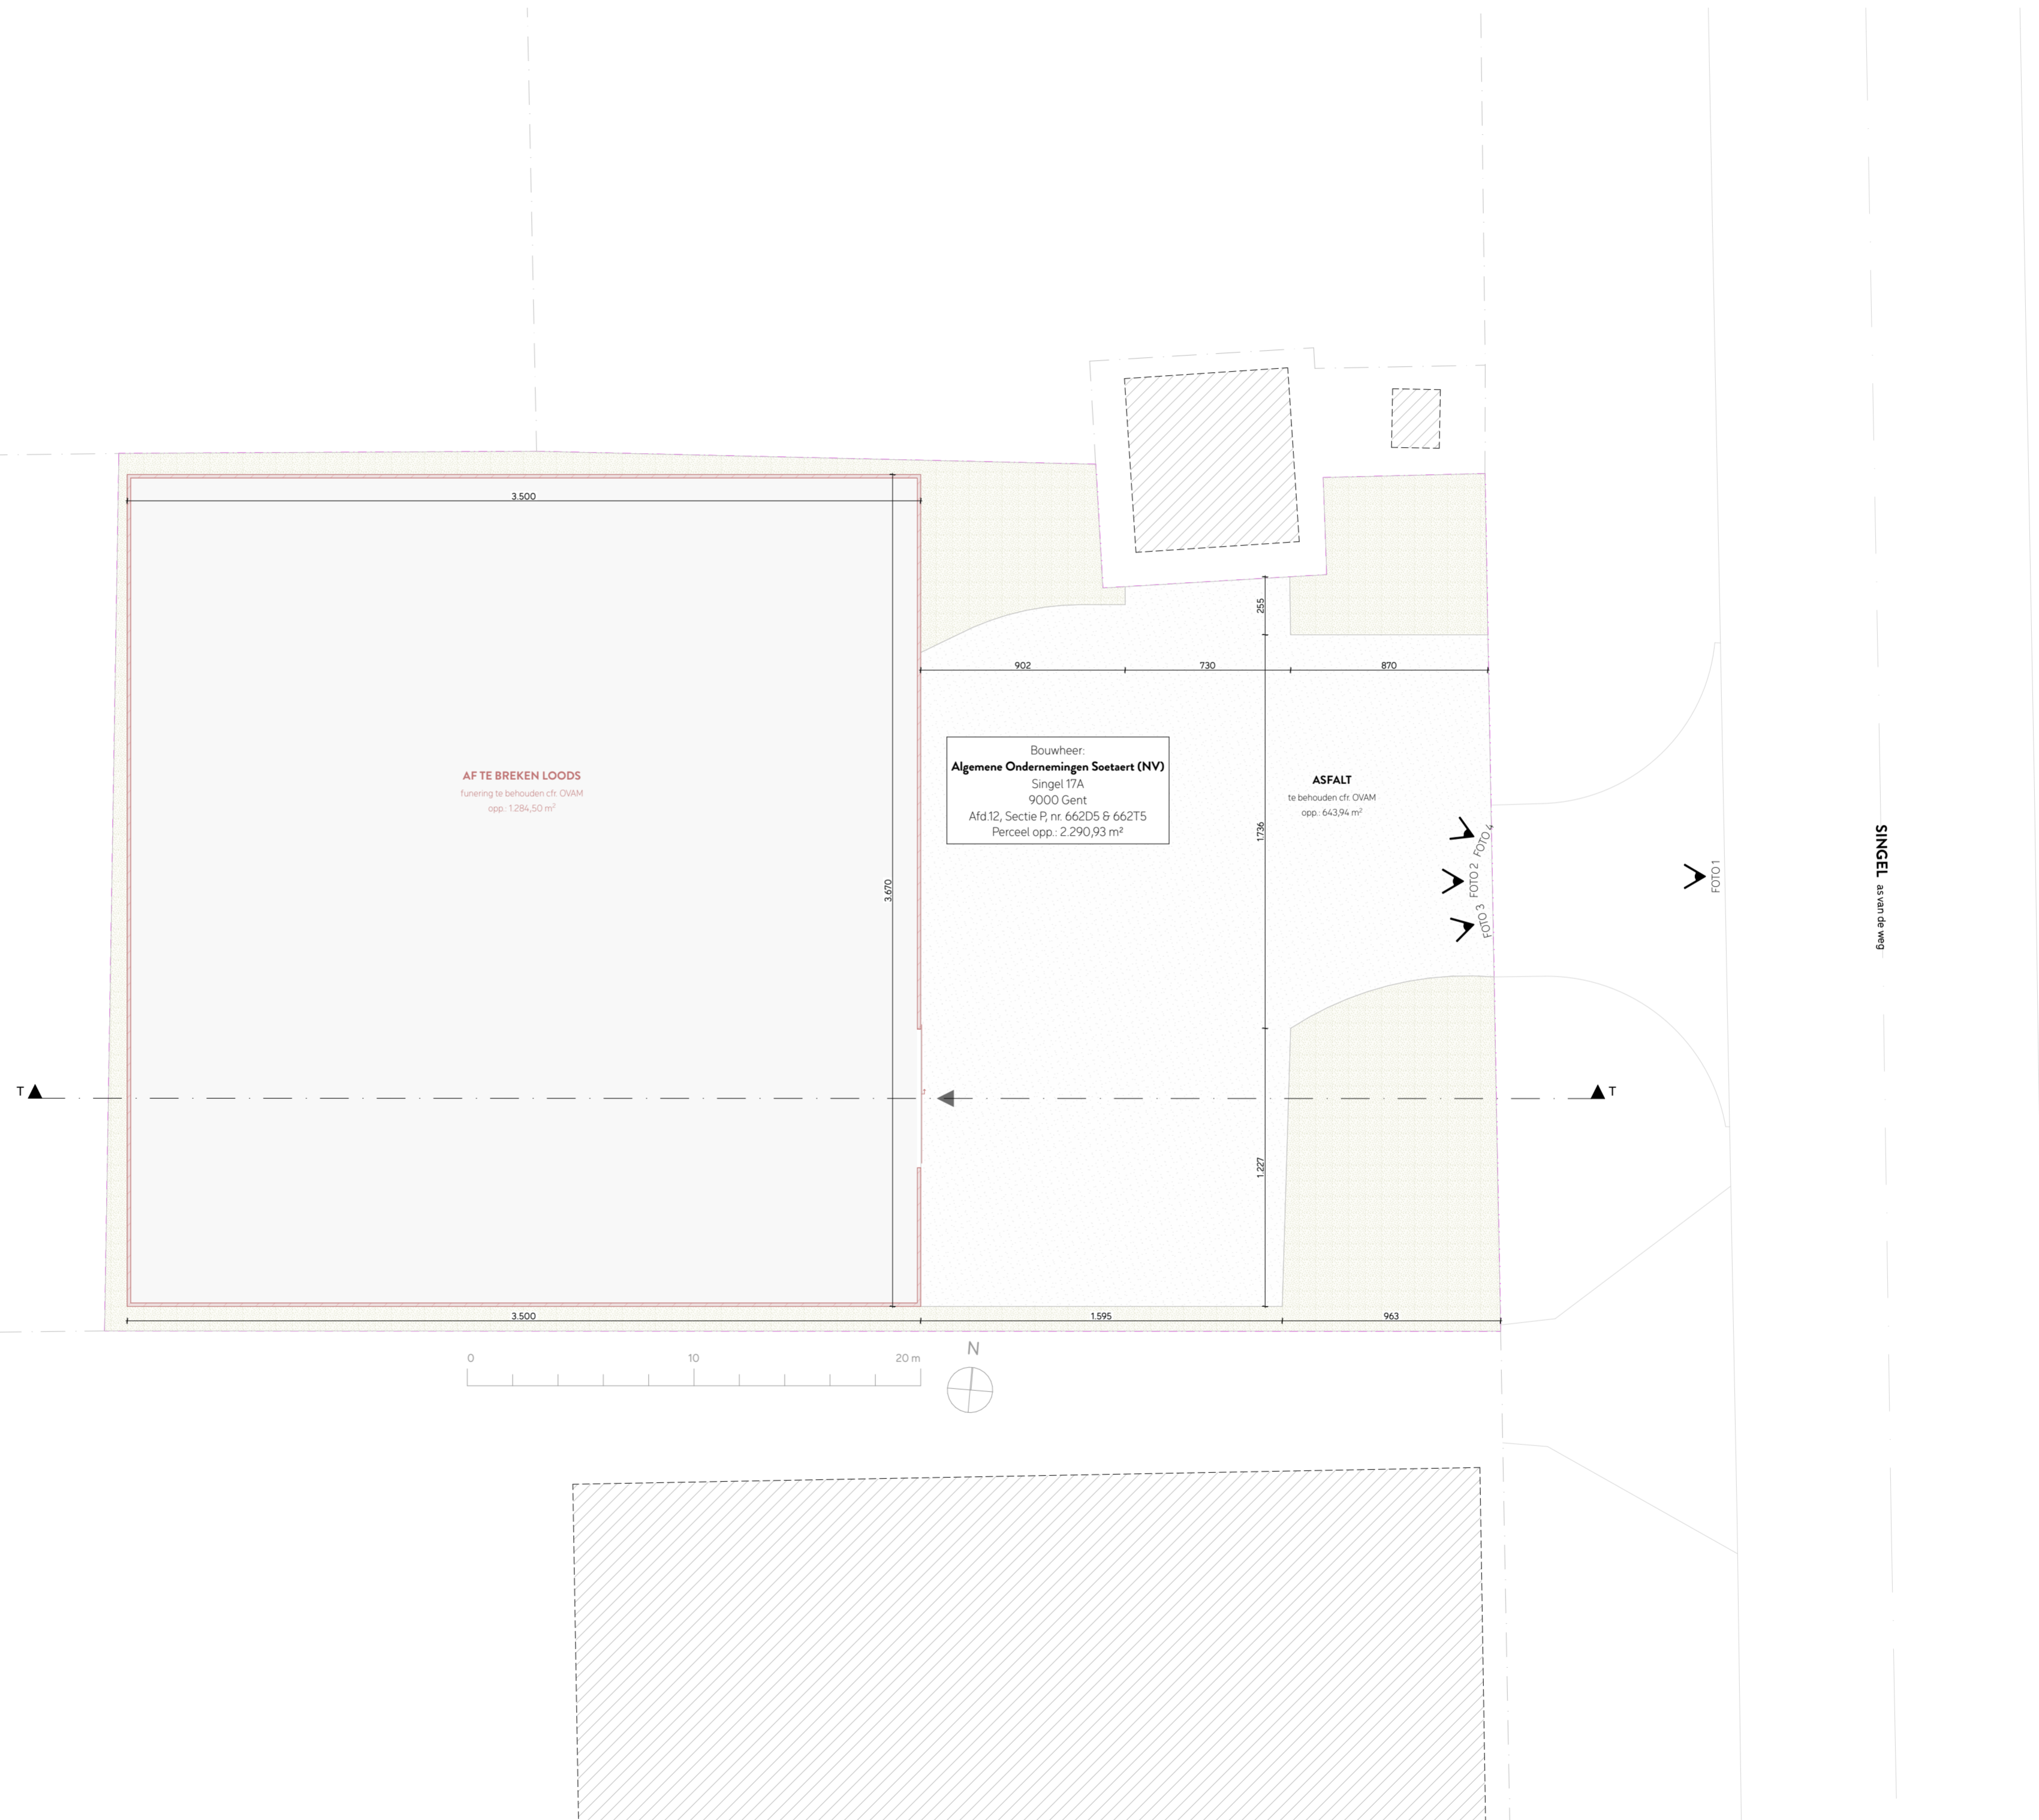 3.500
255
902
730
870
Bouwheer:
Algemene Ondernemingen Soetaert (NV)
Singel 17A
9000 Gent
Afd.12, Sectie P, nr. 662D5 & 662T5
Perceel opp.: 2.290,93 m²
AF TE BREKEN LOODS
funering te behouden cfr. OVAM
opp.: 1.284,50 m²
ASFALT
te behouden cfr. OVAM
opp.: 643,94 m²
1.736
3.670
FOTO 4
FOTO 2
FOTO 3
FOTO 1
SINGEL as van de weg
T
T
1.227
3.500
1.595
963
0
10
20 m
N